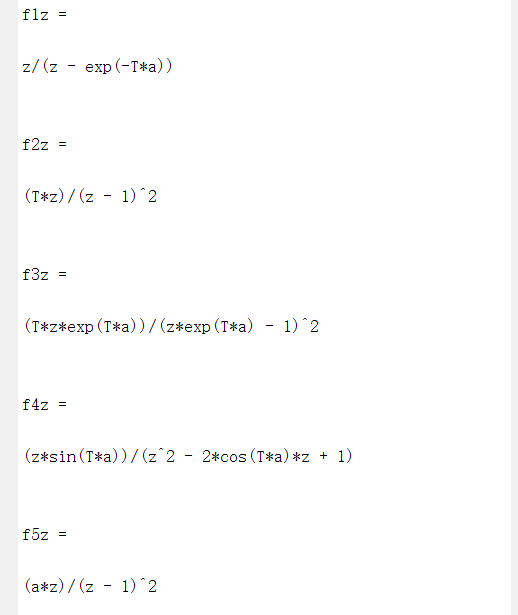 f1z =
z/(z - exp(-T*a))
f2z =
(T*z)/(z - 1)^2
f3z =
(T*z*exp(T*a))/(z*exp(T*a) - 1)^2
f4z =
(z*sin(T*a))/(z^2 - 2*cos(T*a)*z + 1)
f5z =
(a*z)/(z - 1)^2